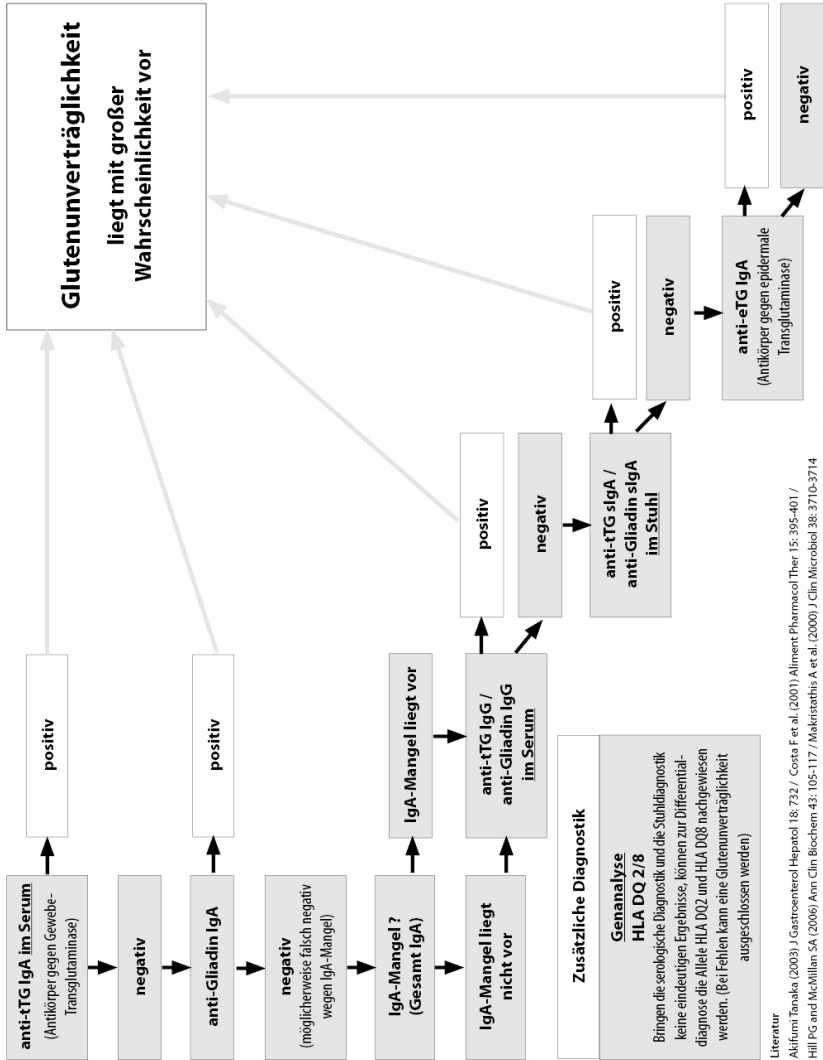 anti-tTG IgA im Serum
(Antikörper gegen Gewebe-
Transglutaminase)
positiv
negativ
anti-Gliadin IgA
positiv
negativ
(möglicherweise falsch negativ
wegen IgA-Mangel)
IgA-Mangel ?
(Gesamt IgA)
IgA-Mangel liegt vor
IgA-Mangel liegt
nicht vor
anti-tTG IgG /
anti-Gliadin IgG
im Serum
positiv
negativ
anti-tTG sIgA /
anti-Gliadin sIgA
im Stuhl
positiv
negativ
anti-eTG IgA
(Antikörper gegen epidermale
Transglutaminase)
positiv
negativ
Glutenunverträglichkeit
liegt mit großer
Wahrscheinlichkeit vor
Zusätzliche Diagnostik
Genanalyse
HLA DQ 2/8
Bringen die serologische Diagnostik und die Stuhldiagnostik
keine eindeutigen Ergebnisse, können zur Differential-
diagnose die Allele HLA DQ2 und HLA DQ8 nachgewiesen
werden. (Bei Fehlen kann eine Glutenunverträglichkeit
ausgeschlossen werden)
Literatur
Akifumi Tanaka (2003) J Gastroenterol Hepatol 18: 732 / Costa F et al. (2001) Aliment Pharmacol Ther 15: 395-401 /
Hill PG and McMillan SA (2006) Ann Clin Biochem 43: 105-117 / Makristathis A et al. (2000) J Clin Microbiol 38: 3710-3714